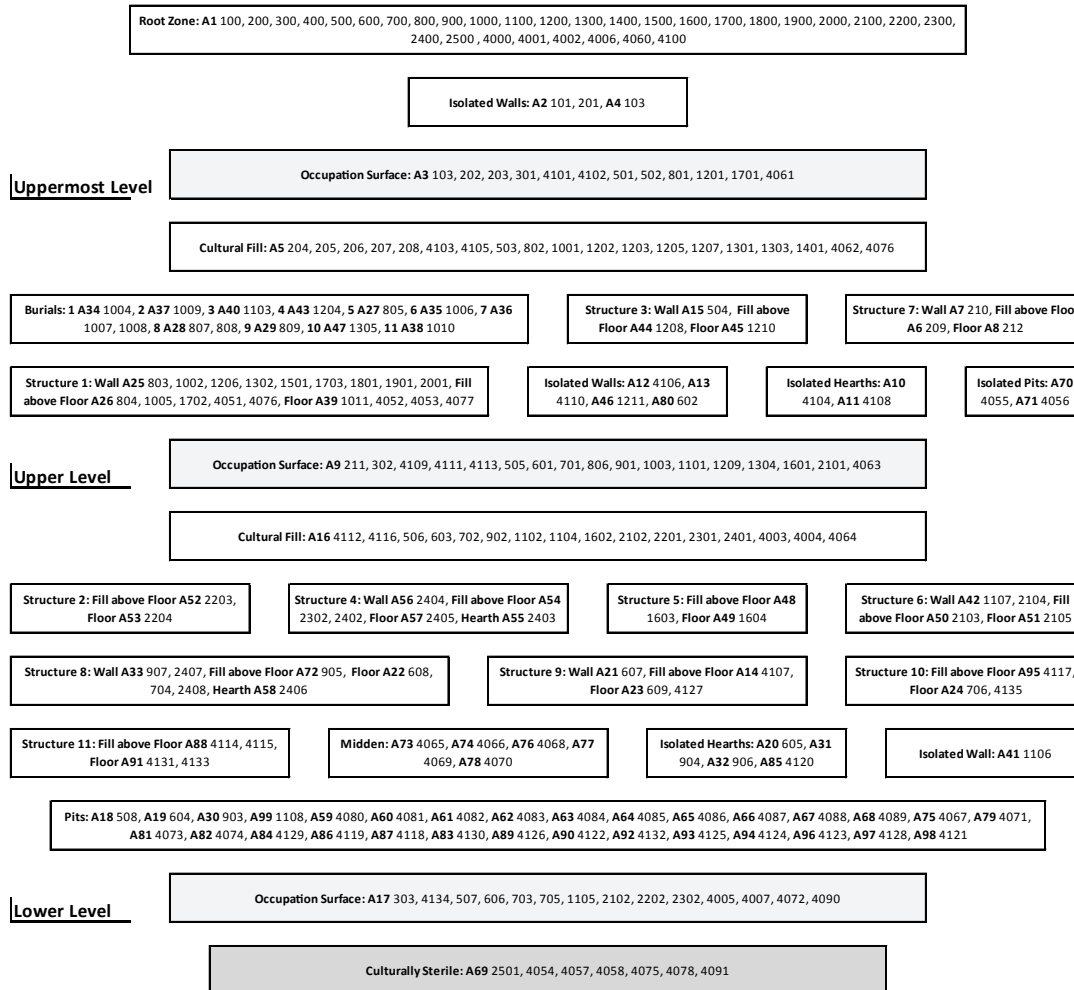 Root Zone: A1 100, 200, 300, 400, 500, 600, 700, 800, 900, 1000, 1100, 1200, 1300, 1400, 1500, 1600, 1700, 1800, 1900, 2000, 2100, 2200, 2300,
2400, 2500 , 4000, 4001, 4002, 4006, 4060, 4100
Isolated Walls: A2 101, 201, A4 103
Uppermost Level
Occupation Surface: A3 103, 202, 203, 301, 4101, 4102, 501, 502, 801, 1201, 1701, 4061
Cultural Fill: A5 204, 205, 206, 207, 208, 4103, 4105, 503, 802, 1001, 1202, 1203, 1205, 1207, 1301, 1303, 1401, 4062, 4076
Burials: 1 A34 1004, 2 A37 1009, 3 A40 1103, 4 A43 1204, 5 A27 805, 6 A35 1006, 7 A36
1007, 1008, 8 A28 807, 808, 9 A29 809, 10 A47 1305, 11 A38 1010
Structure 3: Wall A15 504, Fill above
Floor A44 1208, Floor A45 1210
Structure 7: Wall A7 210, Fill above Floor
A6 209, Floor A8 212
Structure 1: Wall A25 803, 1002, 1206, 1302, 1501, 1703, 1801, 1901, 2001, Fill
above Floor A26 804, 1005, 1702, 4051, 4076, Floor A39 1011, 4052, 4053, 4077
Isolated Walls: A12 4106, A13
4110, A46 1211, A80 602
Isolated Hearths: A10
4104, A11 4108
Isolated Pits: A70
4055, A71 4056
Upper Level
Occupation Surface: A9 211, 302, 4109, 4111, 4113, 505, 601, 701, 806, 901, 1003, 1101, 1209, 1304, 1601, 2101, 4063
Cultural Fill: A16 4112, 4116, 506, 603, 702, 902, 1102, 1104, 1602, 2102, 2201, 2301, 2401, 4003, 4004, 4064
Structure 2: Fill above Floor A52 2203,
Floor A53 2204
Structure 4: Wall A56 2404, Fill above Floor A54
2302, 2402, Floor A57 2405, Hearth A55 2403
Structure 5: Fill above Floor A48
1603, Floor A49 1604
Structure 6: Wall A42 1107, 2104, Fill
above Floor A50 2103, Floor A51 2105
Structure 8: Wall A33 907, 2407, Fill above Floor A72 905, Floor A22 608,
704, 2408, Hearth A58 2406
Structure 9: Wall A21 607, Fill above Floor A14 4107,
Floor A23 609, 4127
Structure 10: Fill above Floor A95 4117,
Floor A24 706, 4135
Structure 11: Fill above Floor A88 4114, 4115,
Floor A91 4131, 4133
Midden: A73 4065, A74 4066, A76 4068, A77
4069, A78 4070
Isolated Hearths: A20 605, A31
904, A32 906, A85 4120
Isolated Wall: A41 1106
Pits: A18 508, A19 604, A30 903, A99 1108, A59 4080, A60 4081, A61 4082, A62 4083, A63 4084, A64 4085, A65 4086, A66 4087, A67 4088, A68 4089, A75 4067, A79 4071,
A81 4073, A82 4074, A84 4129, A86 4119, A87 4118, A83 4130, A89 4126, A90 4122, A92 4132, A93 4125, A94 4124, A96 4123, A97 4128, A98 4121
Lower Level
Occupation Surface: A17 303, 4134, 507, 606, 703, 705, 1105, 2102, 2202, 2302, 4005, 4007, 4072, 4090
Culturally Sterile: A69 2501, 4054, 4057, 4058, 4075, 4078, 4091